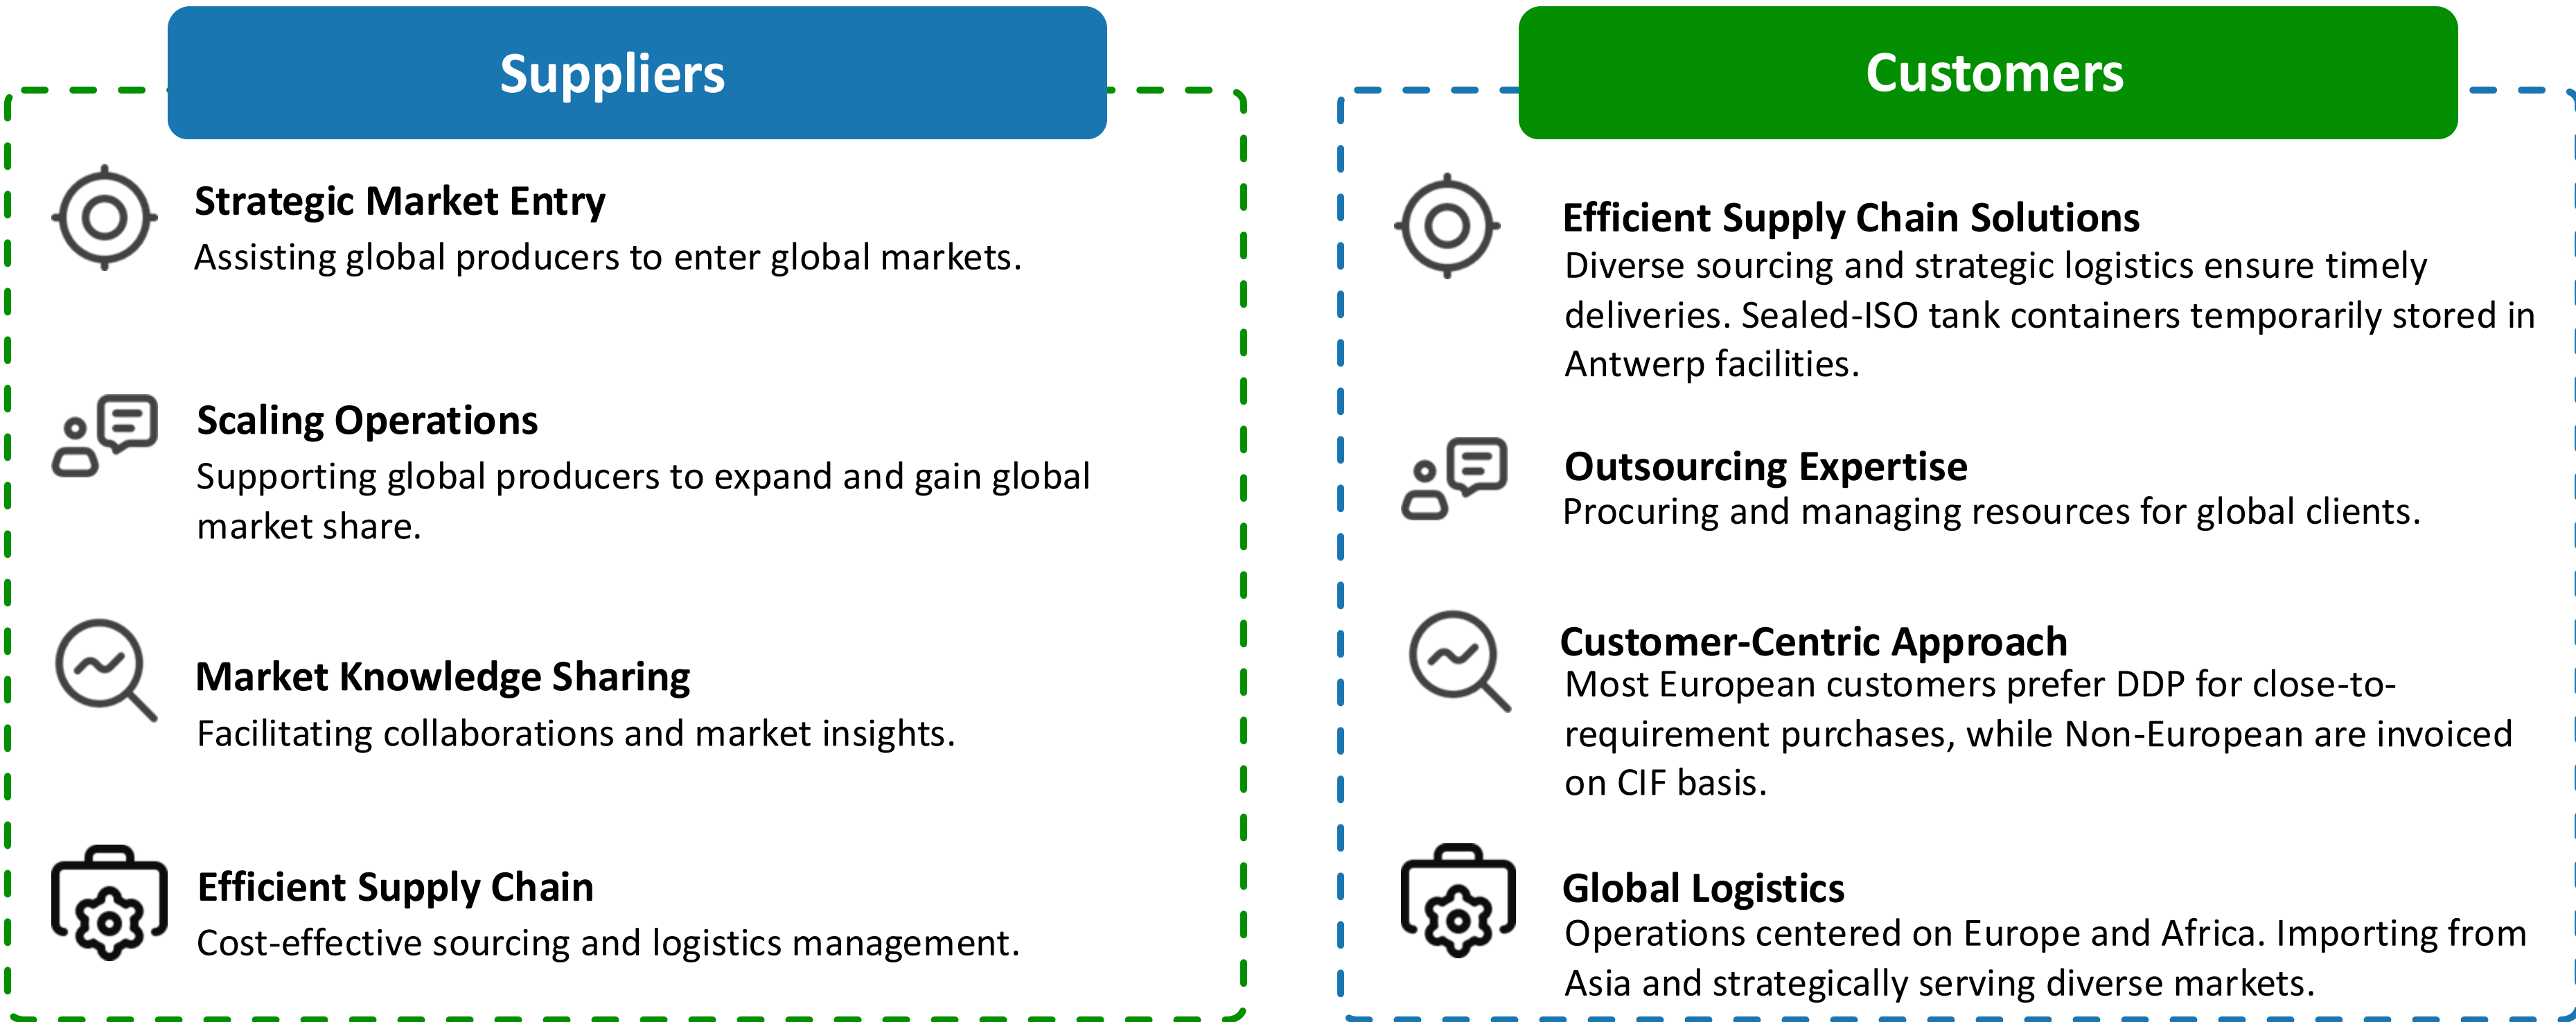 Suppliers
Strategic Market Entry
Assisting global producers to enter global markets.
Scaling Operations
Supporting global producers to expand and gain global
market share.
Market Knowledge Sharing
Facilitating collaborations and market insights.
Efficient Supply Chain
Cost-effective sourcing and logistics management.
Customers
Efficient Supply Chain Solutions
Diverse sourcing and strategic logistics ensure timely
deliveries. Sealed-ISO tank containers temporarily stored in
Antwerp facilities.
Outsourcing Expertise
Procuring and managing resources for global clients.
Customer-Centric Approach
Most European customers prefer DDP for close-to-
requirement purchases, while Non-European are invoiced
on CIF basis.
Global Logistics
Operations centered on Europe and Africa. Importing from
Asia and strategically serving diverse markets.